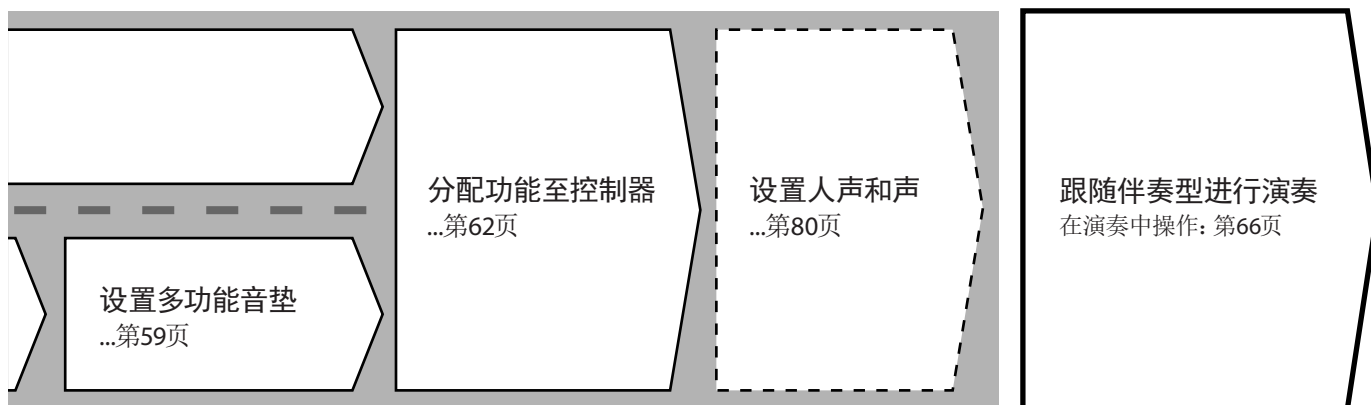 设置多功能音垫
...第59页
分配功能至控制器
...第62页
设置人声和声
...第80页
跟随伴奏型进行演奏
在演奏中操作: 第66页